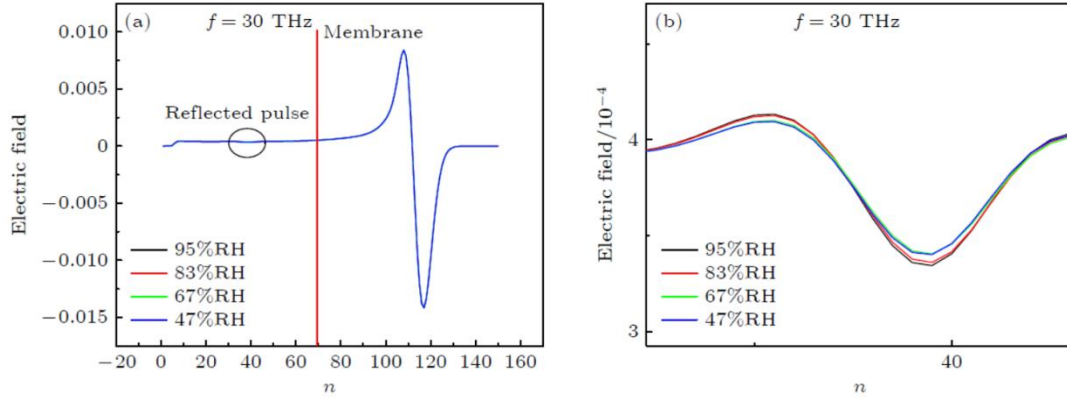 (a)
f = 30 THz
Membrane
Reflected pulse
Electric field
0.010
0.005
0
−0.005
−0.010
−0.015
95%RH
83%RH
67%RH
47%RH
−20 0 20 40 60 80 100 120 140 160
n
(b)
f = 30 THz
Electric field/10⁻⁴
4
3
95%RH
83%RH
67%RH
47%RH
40
n